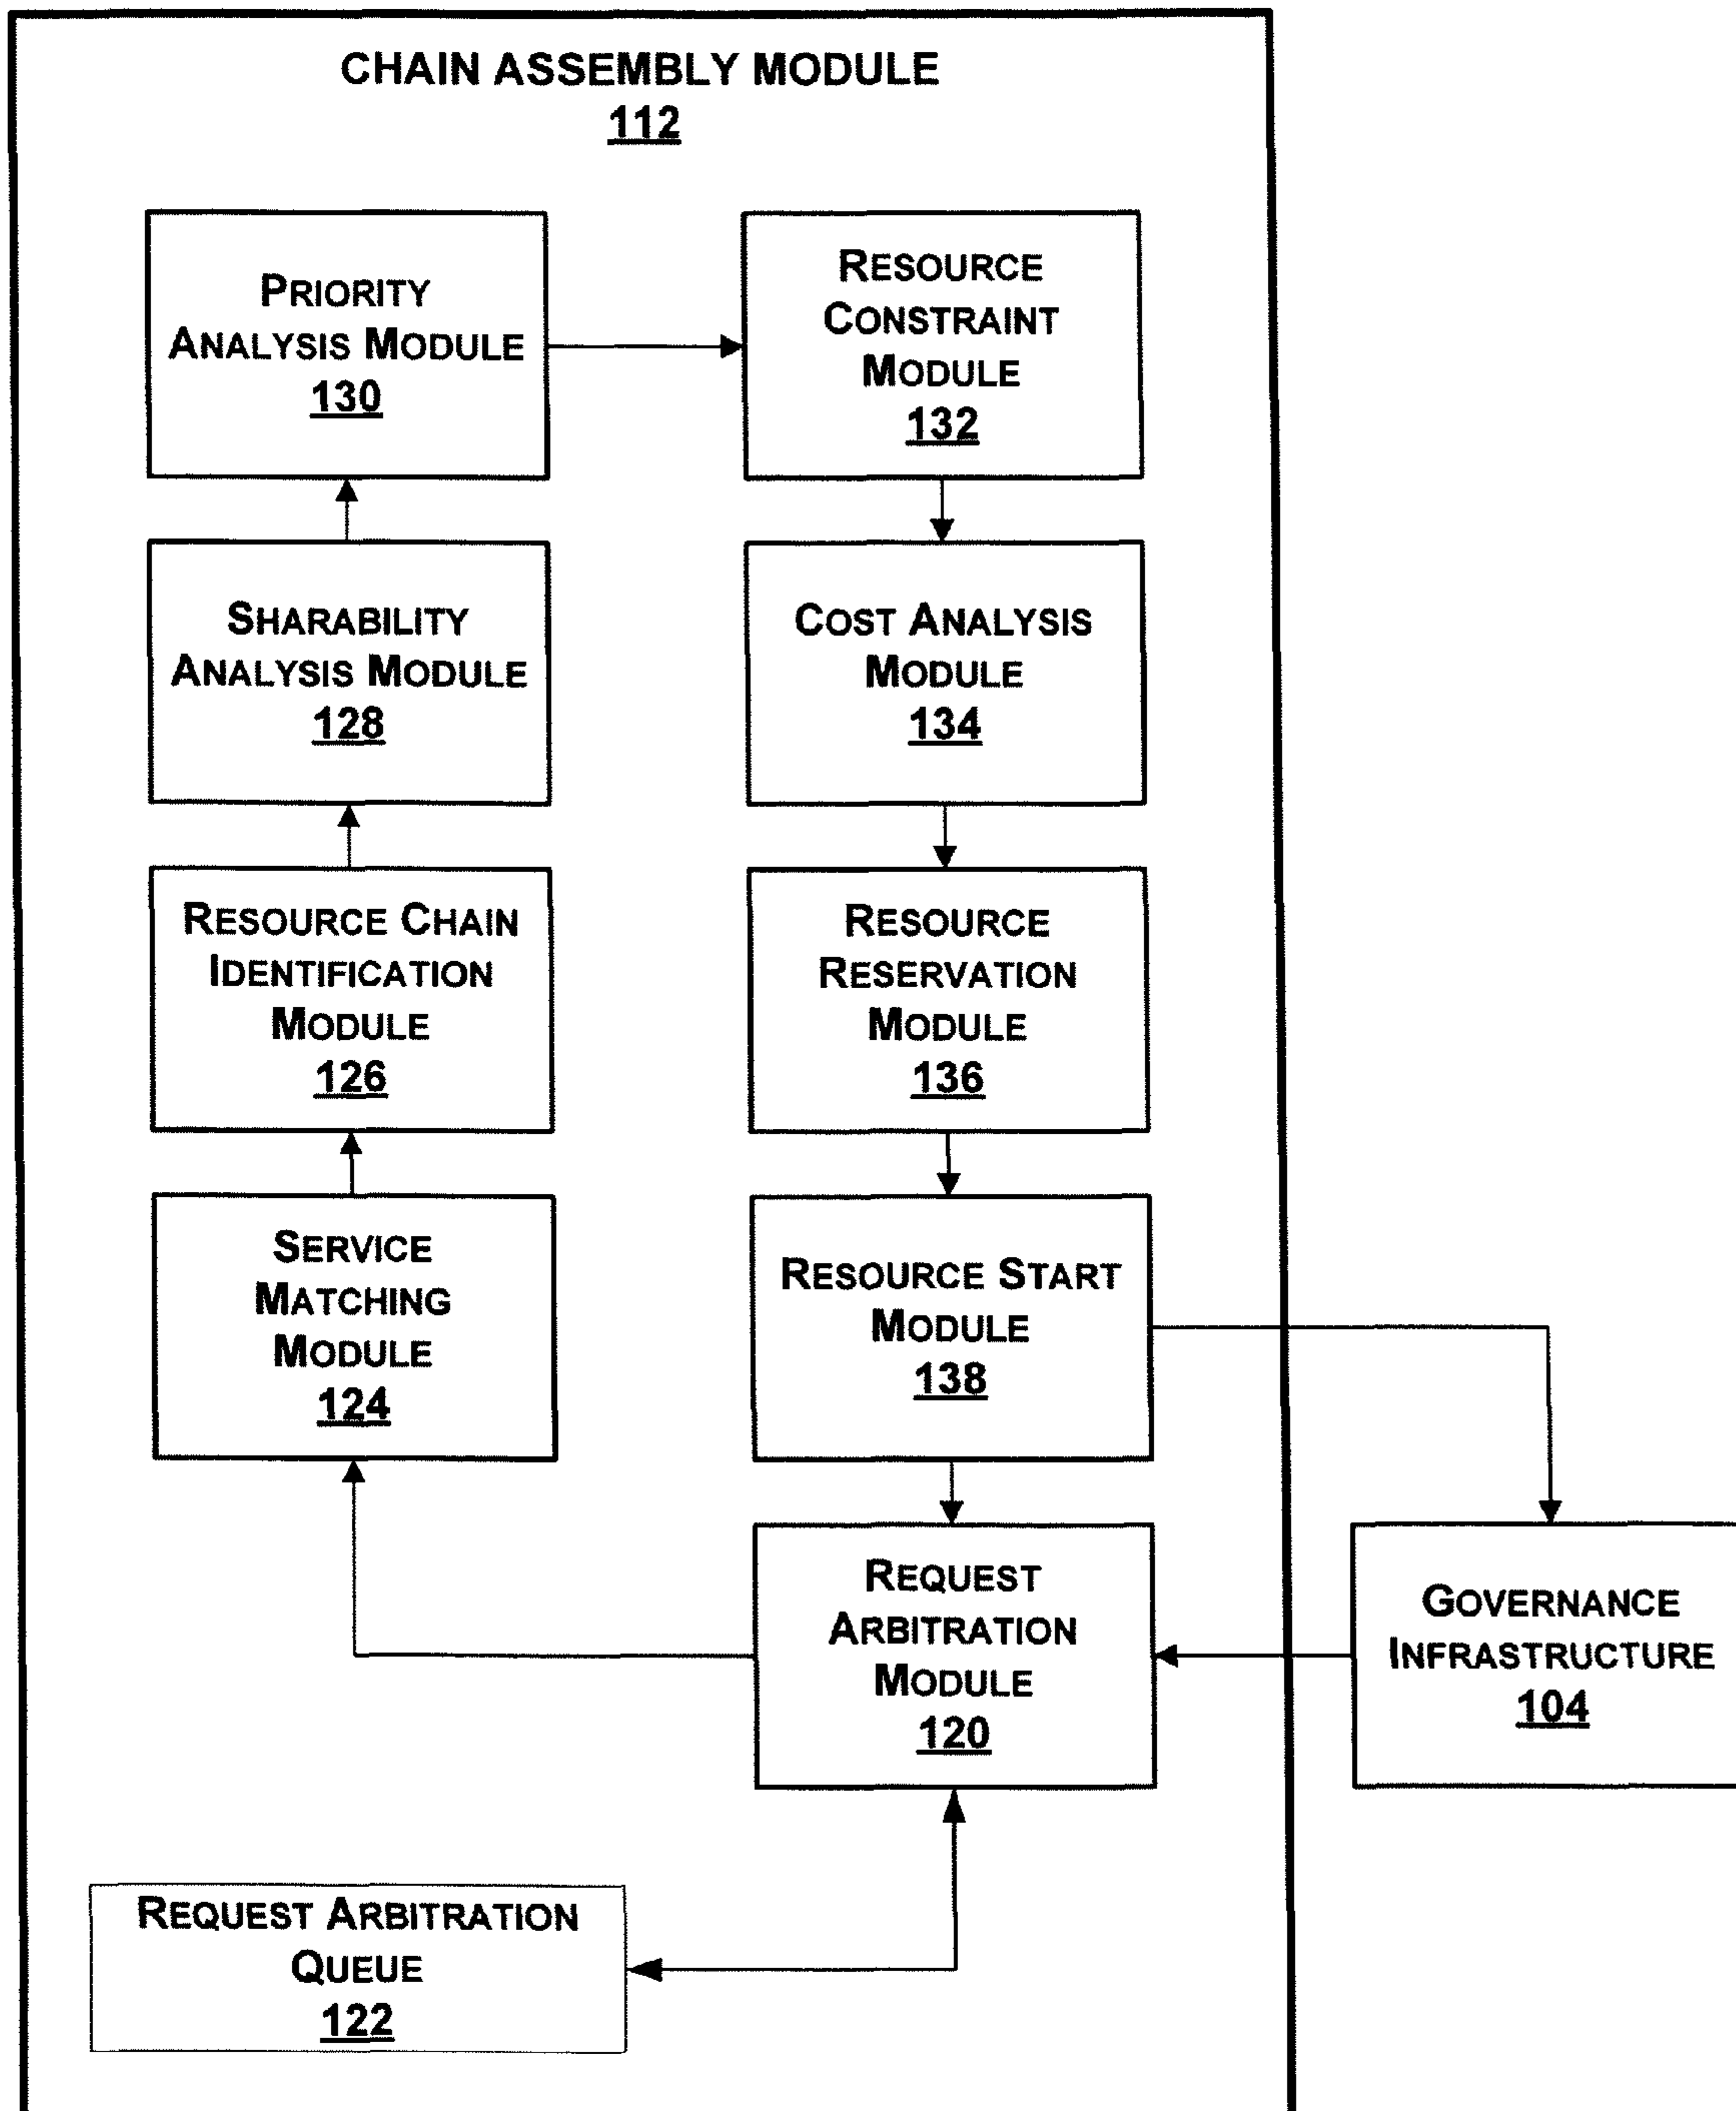 CHAIN ASSEMBLY MODULE
112
PRIORITY
ANALYSIS MODULE
130
RESOURCE
CONSTRAINT
MODULE
132
SHARABILITY
ANALYSIS MODULE
128
COST ANALYSIS
MODULE
134
RESOURCE CHAIN
IDENTIFICATION
MODULE
126
RESOURCE
RESERVATION
MODULE
136
SERVICE
MATCHING
MODULE
124
RESOURCE START
MODULE
138
REQUEST
ARBITRATION
MODULE
120
GOVERNANCE
INFRASTRUCTURE
104
REQUEST ARBITRATION
QUEUE
122